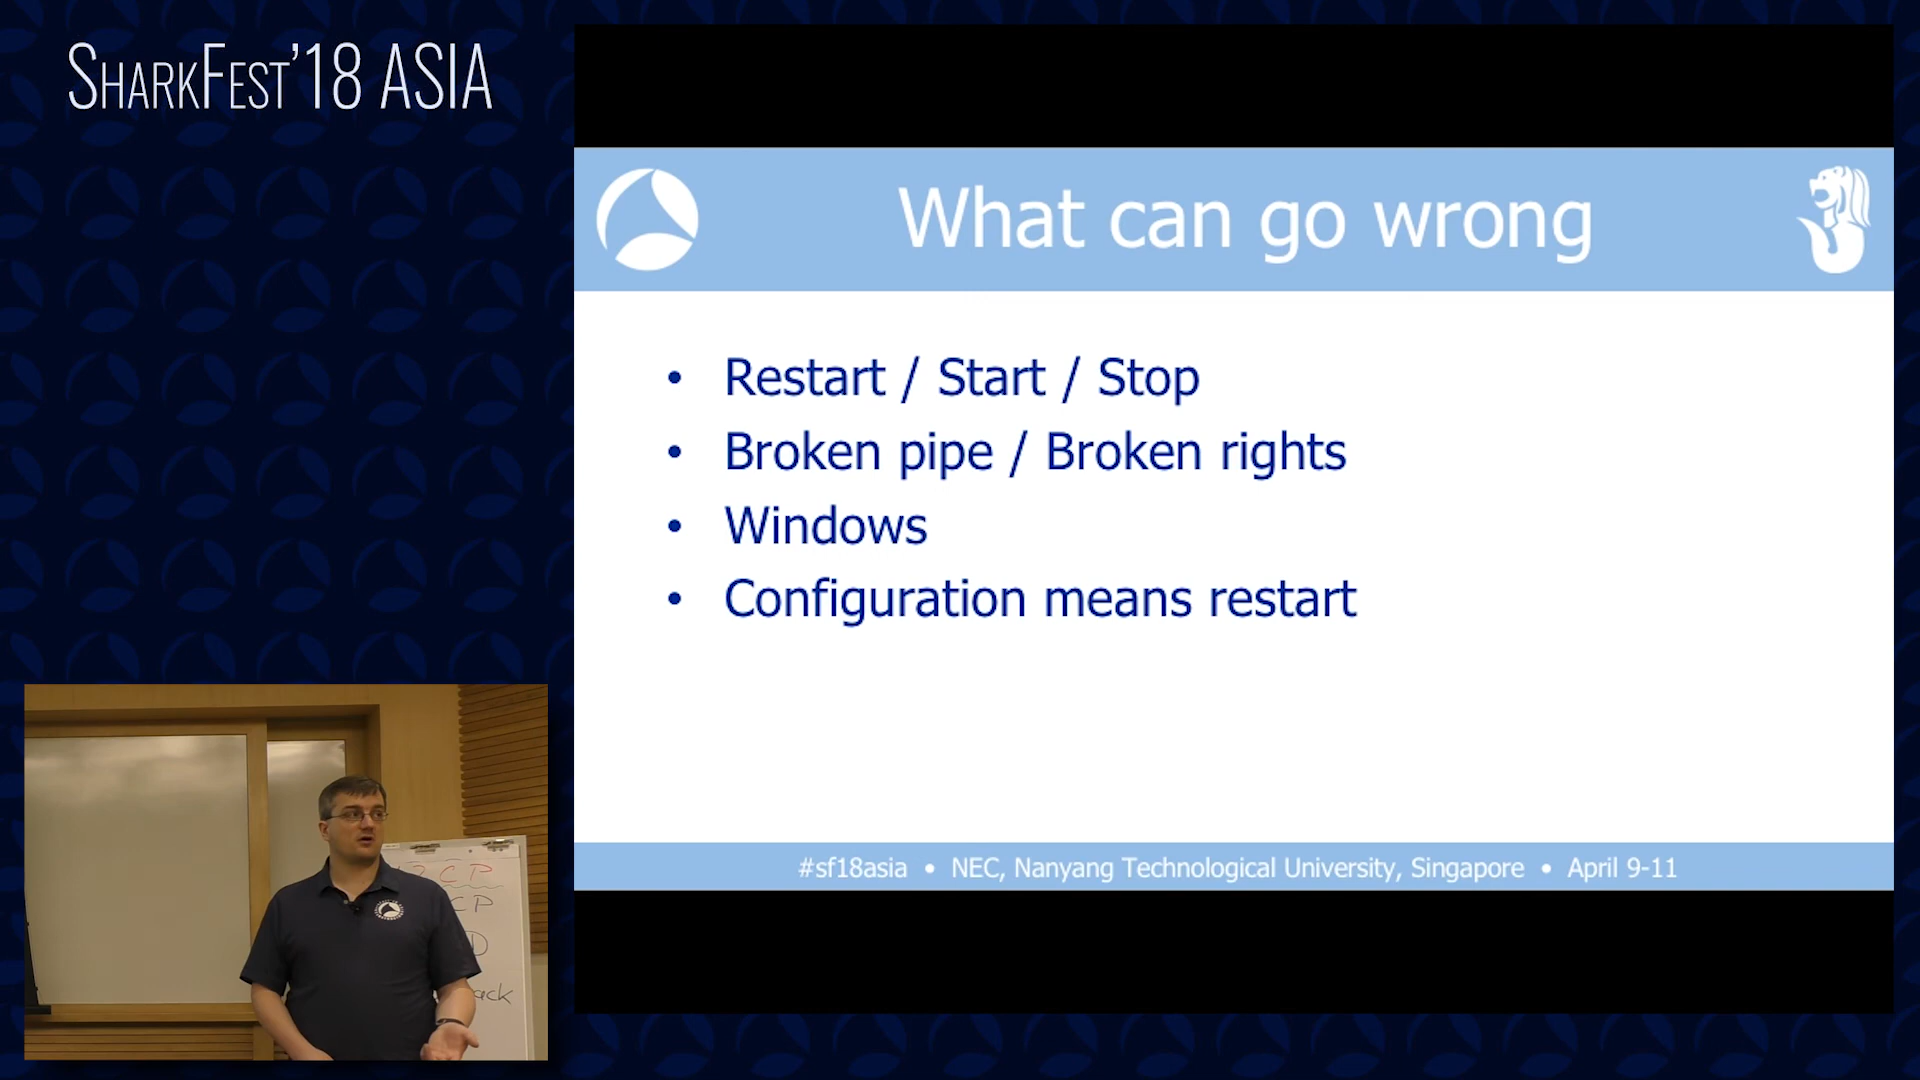 SHARKFEST'18 ASIA
What can go wrong
• Restart / Start / Stop
• Broken pipe / Broken rights
• Windows
• Configuration means restart
#sf18asia • NEC, Nanyang Technological University, Singapore • April 9-11